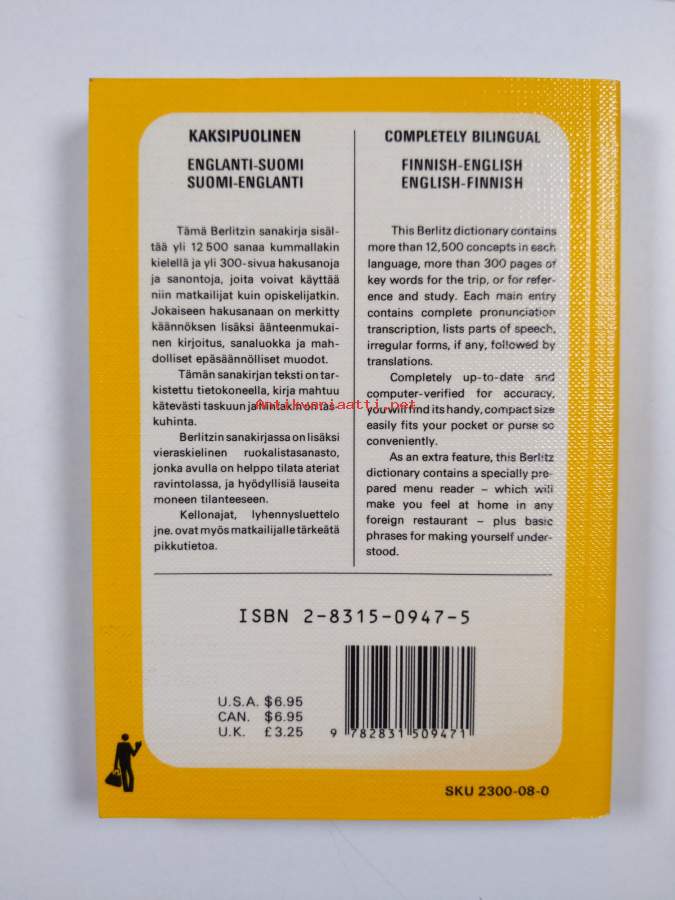 KAKSIPUOLINEN
ENGLANTI-SUOMI
SUOMI-ENGLANTI
Tämä Berlitzin sanakirja sisäl-
tää yli 12 500 sanaa kummallakin
kielellä ja yli 300-sivua hakusanoja
ja sanontoja, joita voivat käyttää
niin matkailijat kuin opiskelijatkin.
Jokaiseen hakusanaan on merkitty
käännöksen lisäksi äänteenmukai-
nen kirjoitus, sanaluokka ja mah-
dolliset epäsäännölliset muodot.
Tämän sanakirjan teksti on tar-
kistettu tietokoneella, kirja mahtuu
kätevästi taskuun ja hintakin on tas-
kuhinta.
Berlitzin sanakirjassa on lisäksi
vieraskielinen ruokalistasanasto,
jonka avulla on helppo tilata ateriat
ravintolassa, ja hyödyllisiä lauseita
moneen tilanteeseen.
Kellonajat, lyhennysluettelo
jne. ovat myös matkailijalle tärkeätä
pikkutietoa.
COMPLETELY BILINGUAL
FINNISH-ENGLISH
ENGLISH-FINNISH
This Berlitz dictionary contains
more than 12,500 concepts in each
language, more than 300 pages of
key words for the trip, or for refer-
ence and study. Each main entry
contains complete pronunciation
transcription, lists parts of speech,
irregular forms, if any, followed by
translations.
Completely up-to-date and
computer-verified for accuracy,
you will find its handy, compact size
easily fits your pocket or purse so
conveniently.
As an extra feature, this Berlitz
dictionary contains a specially pre-
pared menu reader – which will
make you feel at home in any
foreign restaurant – plus basic
phrases for making yourself under-
stood.
Antikvariaatti.net
ISBN 2-8315-0947-5
U.S.A. $6.95
CAN. $6.95
U.K. £3.25
9 782831 509471
SKU 2300-08-0